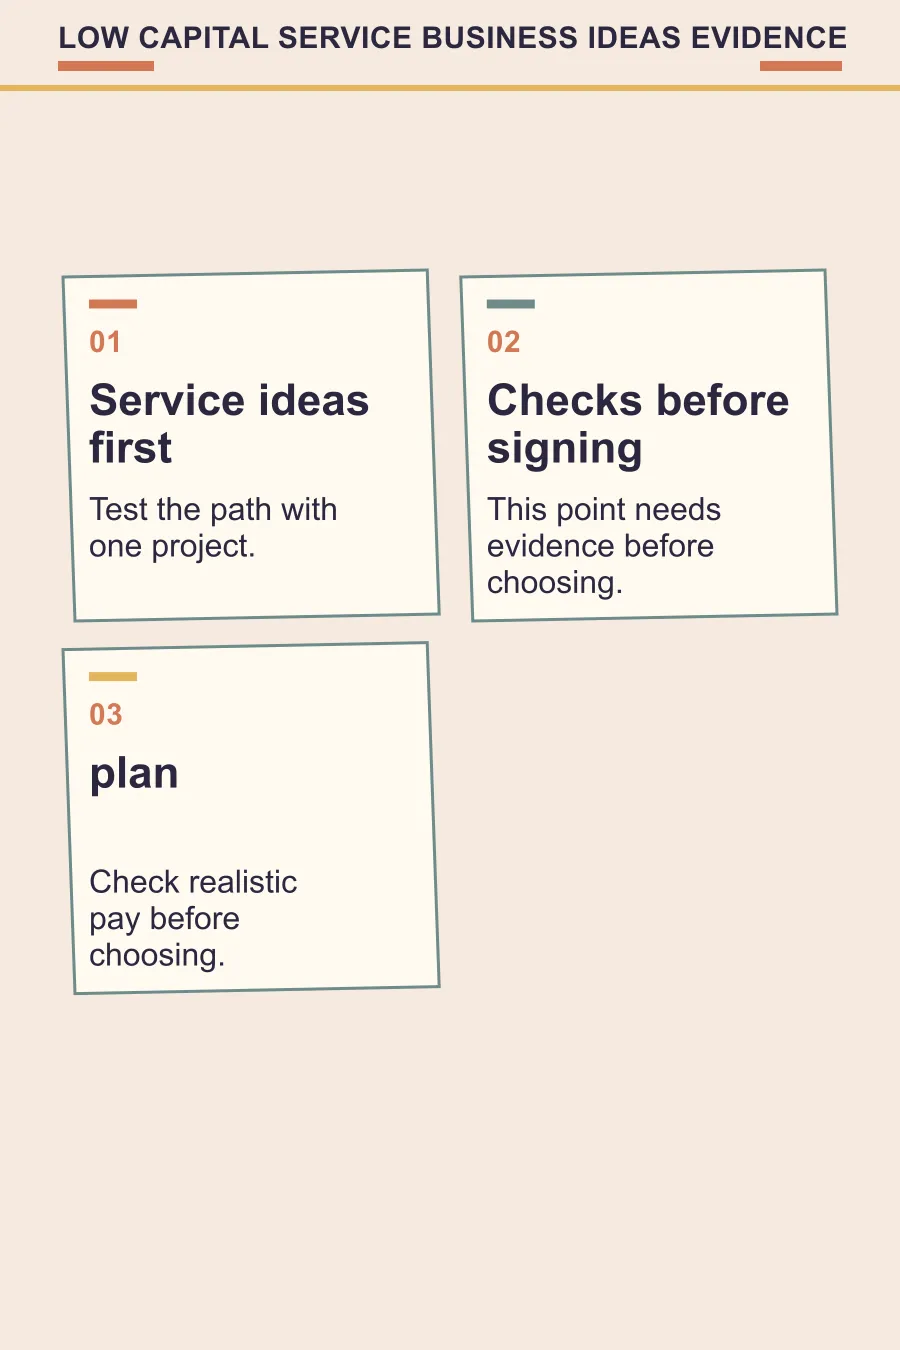 LOW CAPITAL SERVICE BUSINESS IDEAS EVIDENCE
01
Service ideas
first
Test the path with
one project.
02
Checks before
signing
This point needs
evidence before
choosing.
03
plan
Check realistic
pay before
choosing.